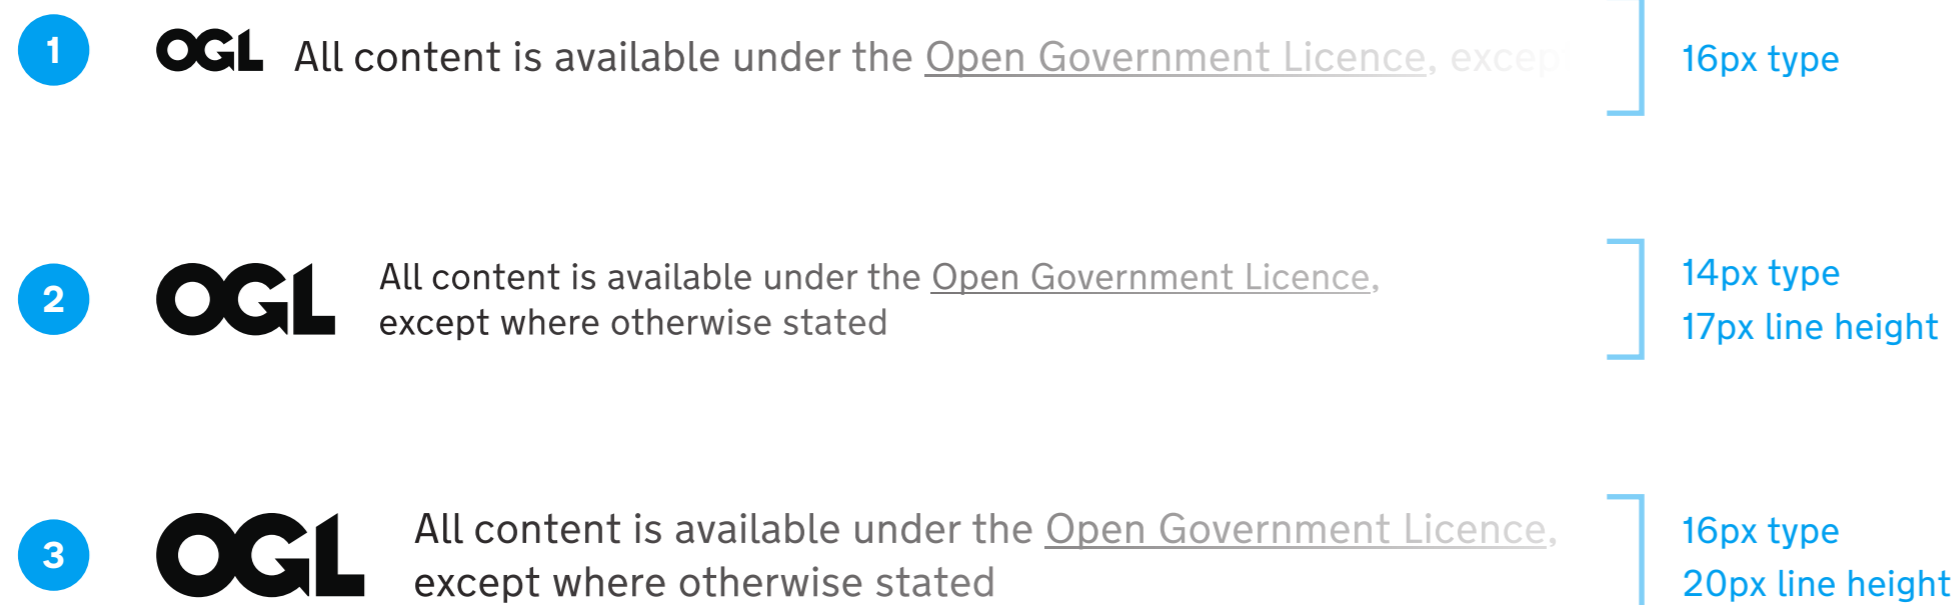 1
OGL All content is available under the Open Government Licence, excep
16px type
2
OGL
All content is available under the Open Government Licence,
except where otherwise stated
14px type
17px line height
3
OGL
All content is available under the Open Government Licence,
except where otherwise stated
16px type
20px line height